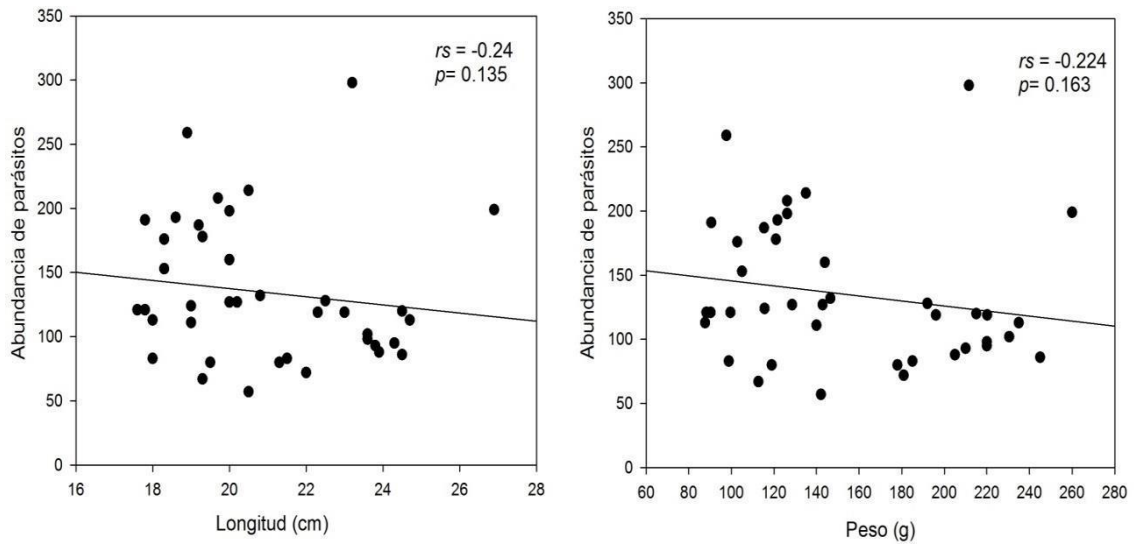 350
300
250
200
150
100
50
0
Abundancia de parásitos
rs = -0.24
p= 0.135
16 18 20 22 24 26 28
Longitud (cm)
350
300
250
200
150
100
50
0
Abundancia de parásitos
rs = -0.224
p= 0.163
60 80 100 120 140 160 180 200 220 240 260 280
Peso (g)